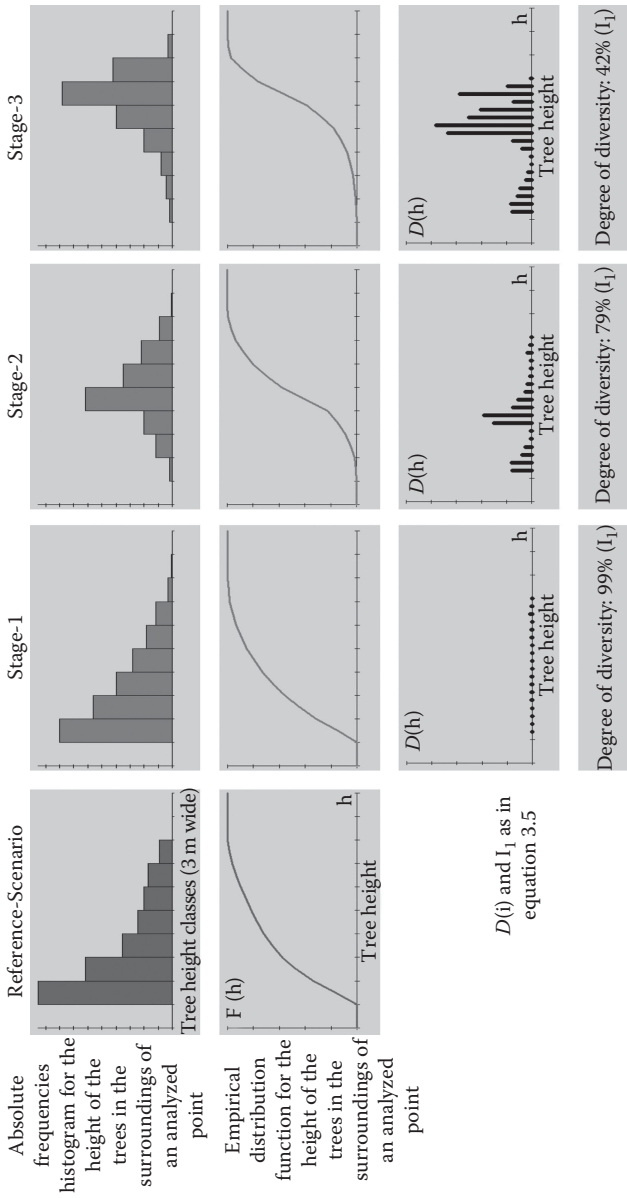 Reference-Scenario
Stage-1
Stage-2
Stage-3
Absolute
frequencies
histogram for the
height of the
trees in the
surroundings of
an analyzed
point
Tree height classes (3 m wide)
Empirical
distribution
function for the
height of the
trees in the
surroundings of
an analyzed
point
F (h)
h
Tree height
D(i) and I₁ as in
equation 3.5
D(h)
h
Tree height
D(h)
h
Tree height
D(h)
h
Tree height
Degree of diversity: 99% (I₁)
Degree of diversity: 79% (I₁)
Degree of diversity: 42% (I₁)